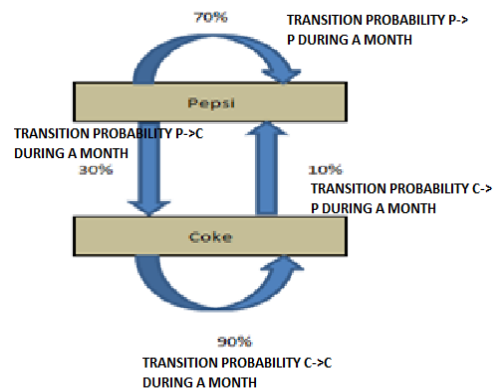 70%
TRANSITION PROBABILITY P->
P DURING A MONTH
Pepsi
TRANSITION PROBABILITY P->C
DURING A MONTH
30%
10%
TRANSITION PROBABILITY C->
P DURING A MONTH
Coke
90%
TRANSITION PROBABILITY C->C
DURING A MONTH